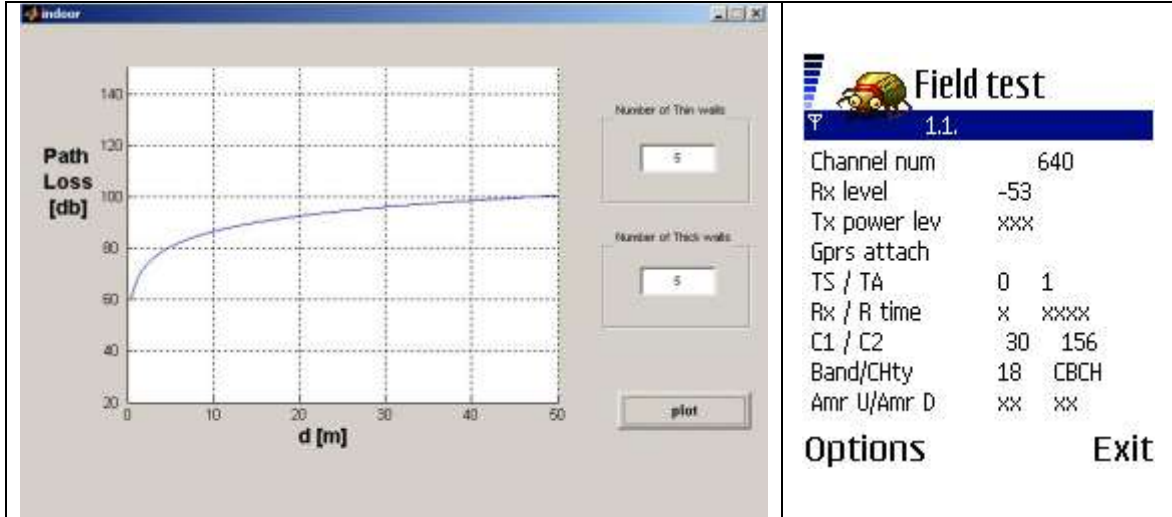 indoor
Path
Loss
[db]
140
120
100
80
60
40
20
0 10 20 30 40 50
d [m]
Number of Thin walls
5
Number of Thick walls
5
plot
Field test
1.1.
Channel num 640
Rx level -53
Tx power lev xxx
Gprs attach
TS / TA 0 1
Rx / R time x xxxx
C1 / C2 30 156
Band/CHty 18 CBCH
Amr U/Amr D xx xx
Options Exit